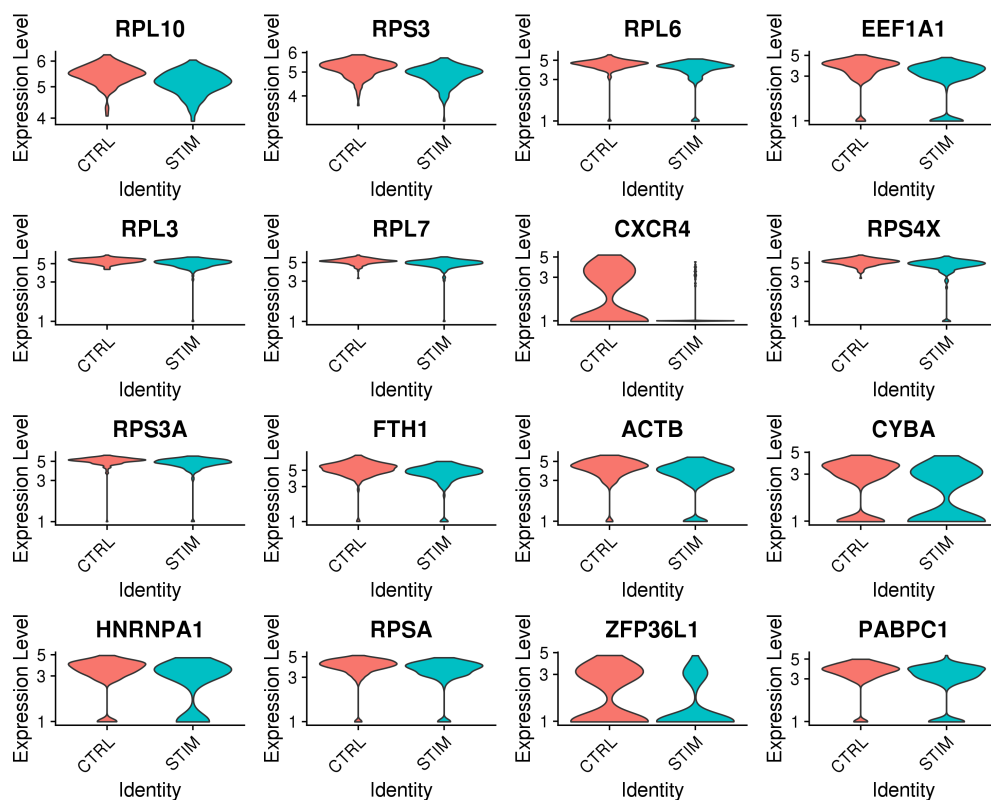 RPL10 RPS3 RPL6 EEF1A1
Expression Level Expression Level Expression Level Expression Level
6 5 4 6 5 4 5 3 1 5 3 1
CTRL STIM CTRL STIM CTRL STIM CTRL STIM
Identity Identity Identity Identity
RPL3 RPL7 CXCR4 RPS4X
Expression Level Expression Level Expression Level Expression Level
5 3 1 5 3 1 5 3 1 5 3 1
CTRL STIM CTRL STIM CTRL STIM CTRL STIM
Identity Identity Identity Identity
RPS3A FTH1 ACTB CYBA
Expression Level Expression Level Expression Level Expression Level
5 3 1 5 3 1 5 3 1 5 3 1
CTRL STIM CTRL STIM CTRL STIM CTRL STIM
Identity Identity Identity Identity
HNRNPA1 RPSA ZFP36L1 PABPC1
Expression Level Expression Level Expression Level Expression Level
5 3 1 5 3 1 5 3 1 5 3 1
CTRL STIM CTRL STIM CTRL STIM CTRL STIM
Identity Identity Identity Identity